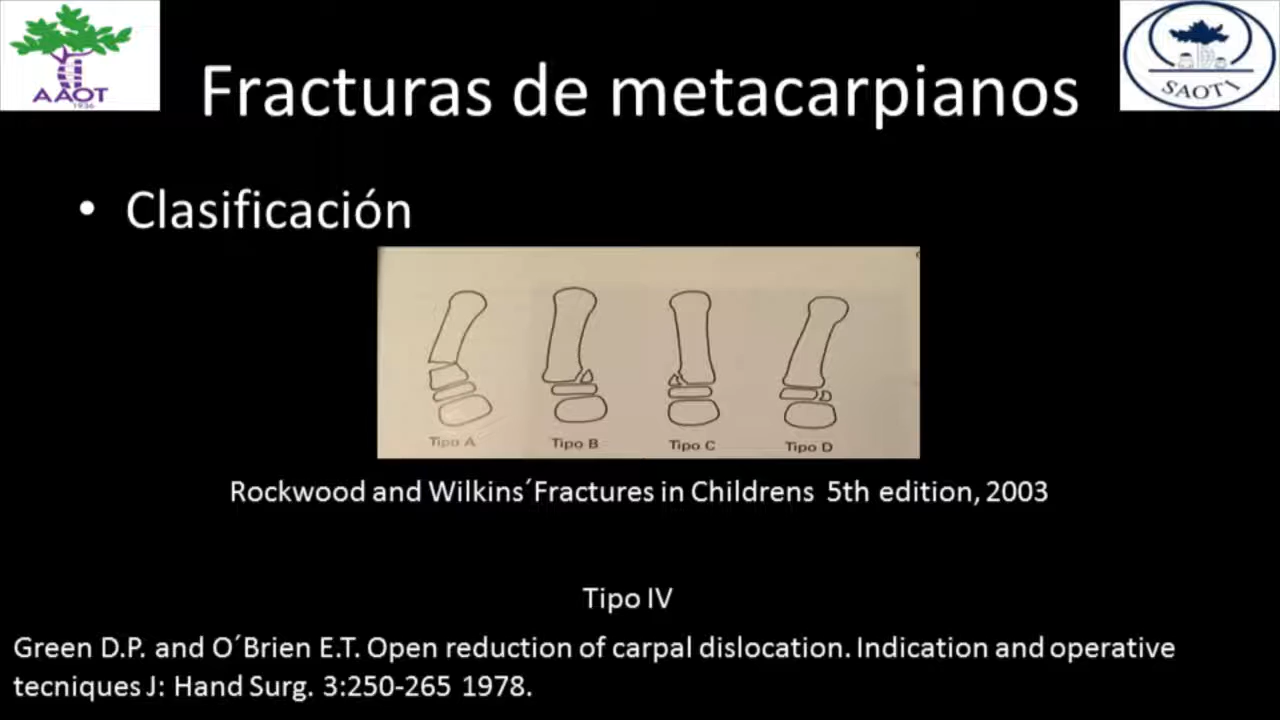 AAOT
1936
SAOTI
Fracturas de metacarpianos
• Clasificación
Tipo A Tipo B Tipo C Tipo D
Rockwood and Wilkins´Fractures in Childrens 5th edition, 2003
Tipo IV
Green D.P. and O´Brien E.T. Open reduction of carpal dislocation. Indication and operative
tecniques J: Hand Surg. 3:250-265 1978.